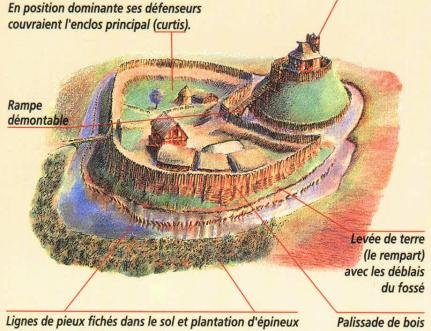 En position dominante ses défenseurs
couvraient l'enclos principal (curtis).
Rampe
démontable
Levée de terre
(le rempart)
avec les déblais
du fossé
Lignes de pieux fichés dans le sol et plantation d'épineux
Palissade de bois